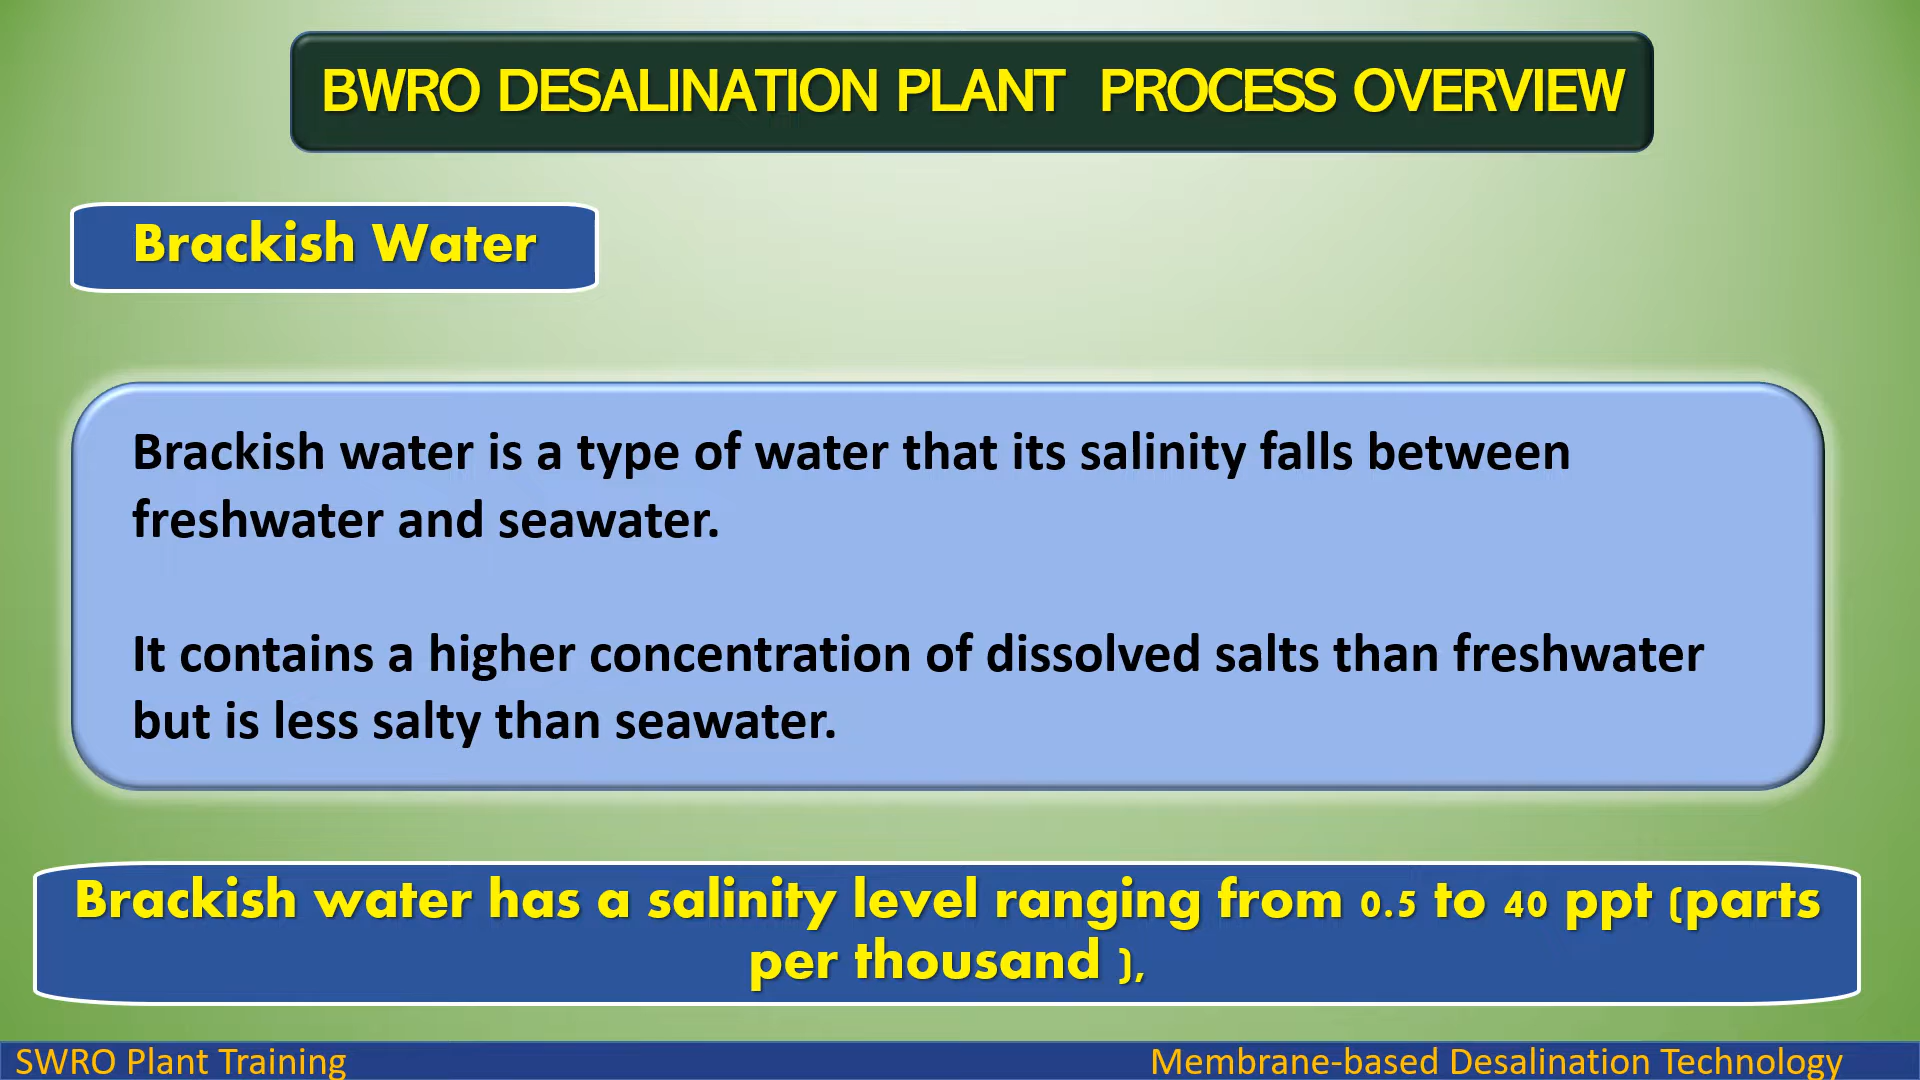 BWRO DESALINATION PLANT PROCESS OVERVIEW
Brackish Water
Brackish water is a type of water that its salinity falls between
freshwater and seawater.
It contains a higher concentration of dissolved salts than freshwater
but is less salty than seawater.
Brackish water has a salinity level ranging from 0.5 to 40 ppt (parts
per thousand ),
SWRO Plant Training
Membrane-based Desalination Technology